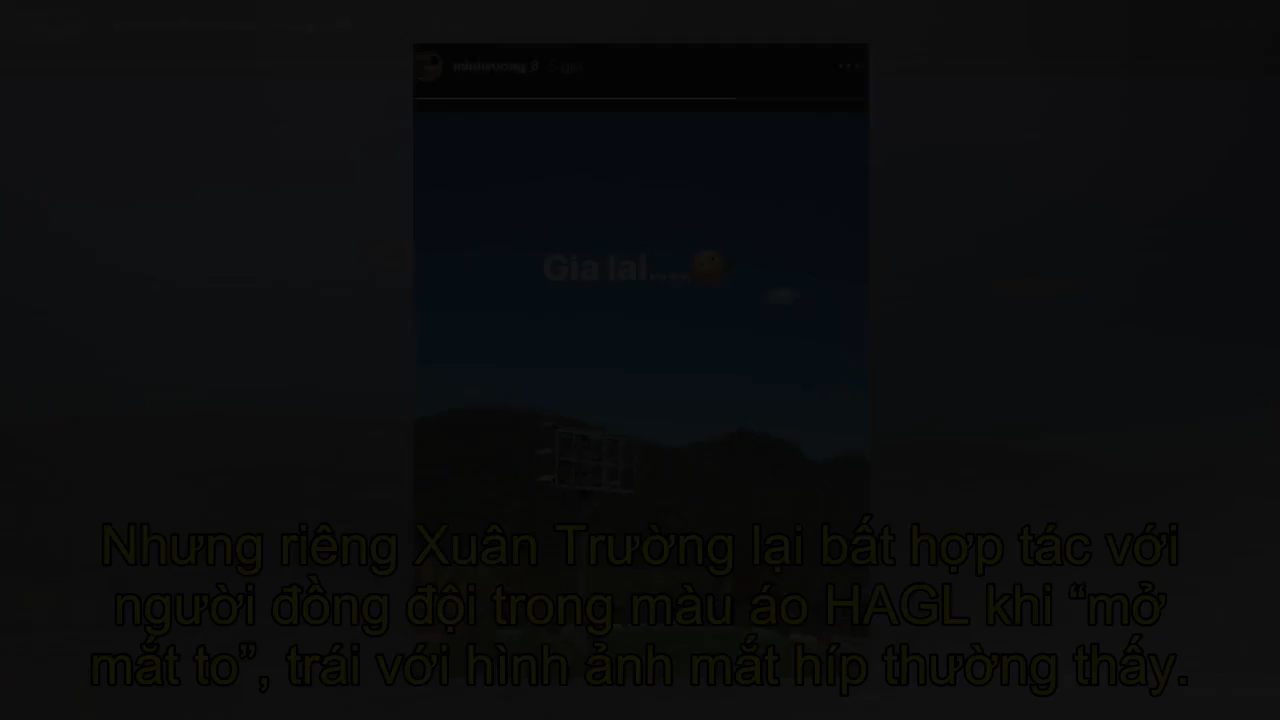 Gia lai....
Nhưng riêng Xuân Trường lại bất hợp tác với
người đồng đội trong màu áo HAGL khi “mở
mắt to”, trái với hình ảnh mắt híp thường thấy.